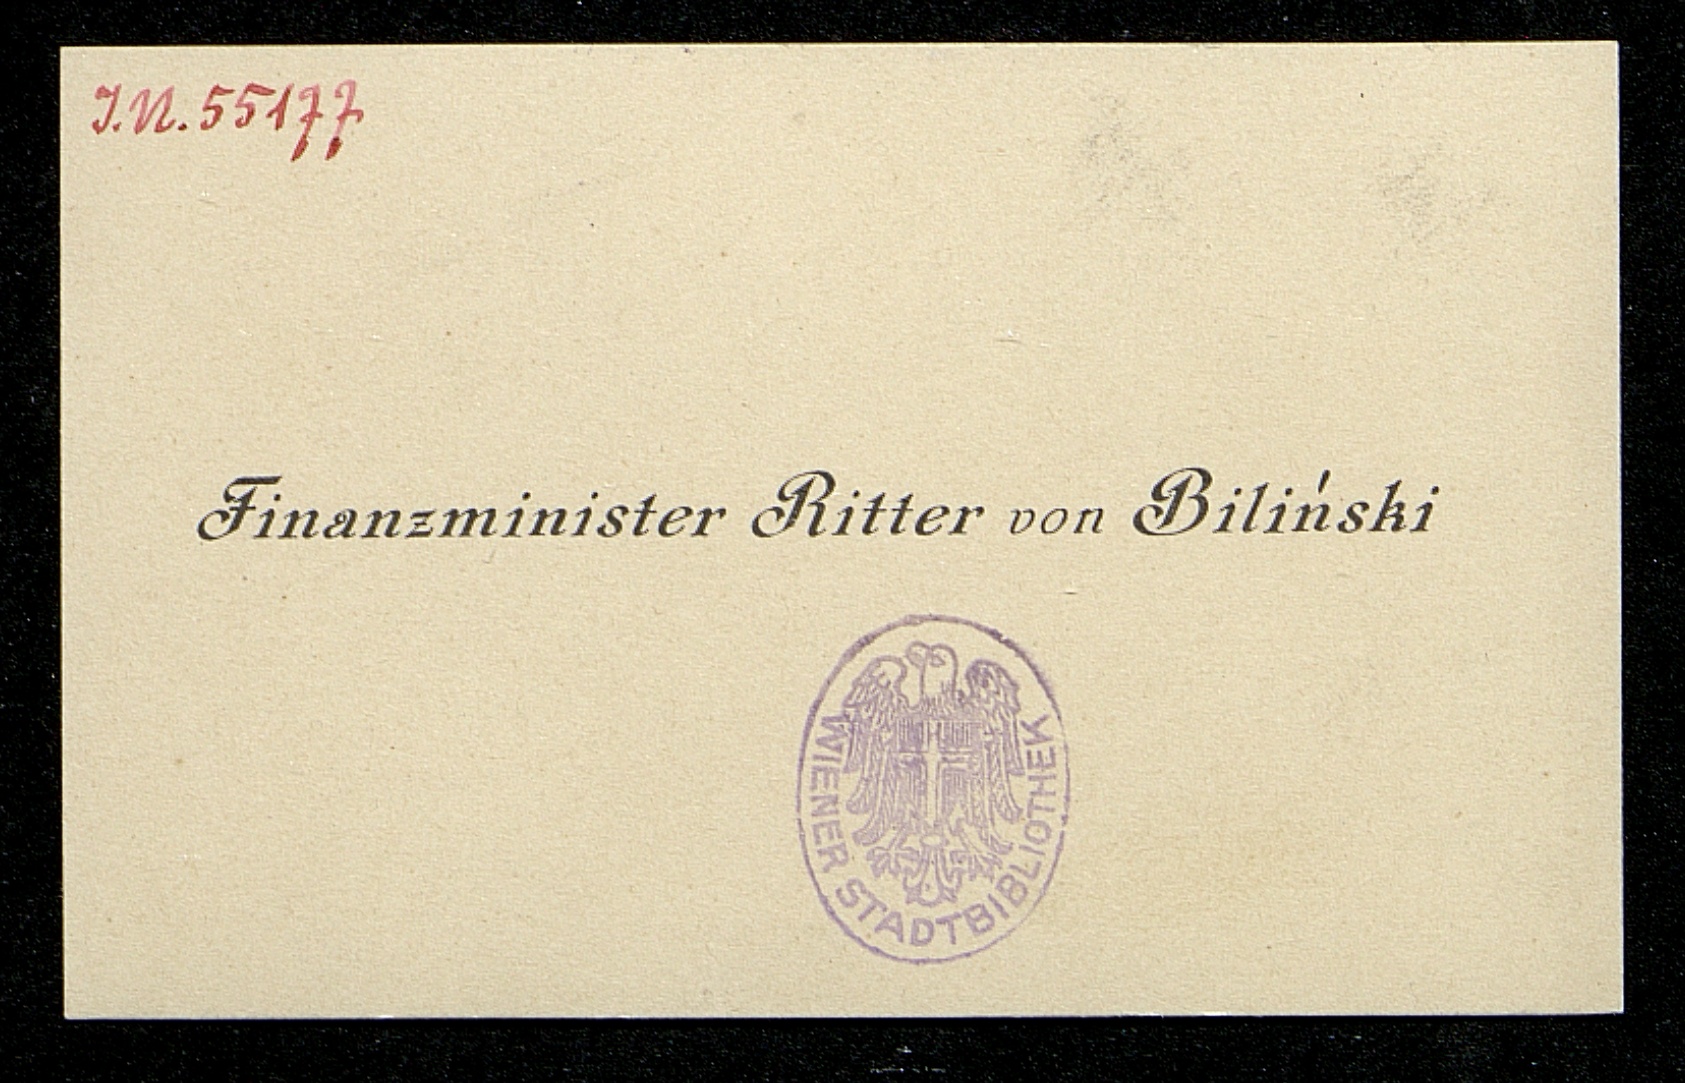 I.N. 55177
Finanzminister Ritter von Biliński
WIENER STADTBIBLIOTHEK